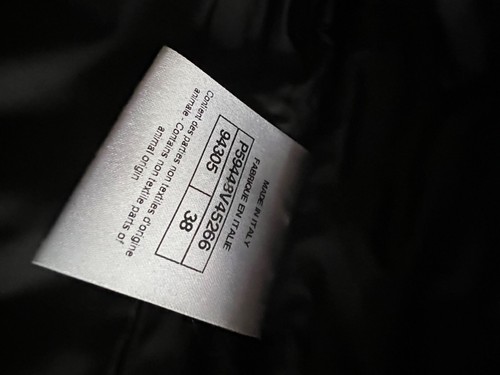 MADE IN ITALY
FABRIQUE EN ITALIE
P59448V45266
94305 38
Contient des parties non textiles d'origine
animale - Contains non textile parts of
animal origin